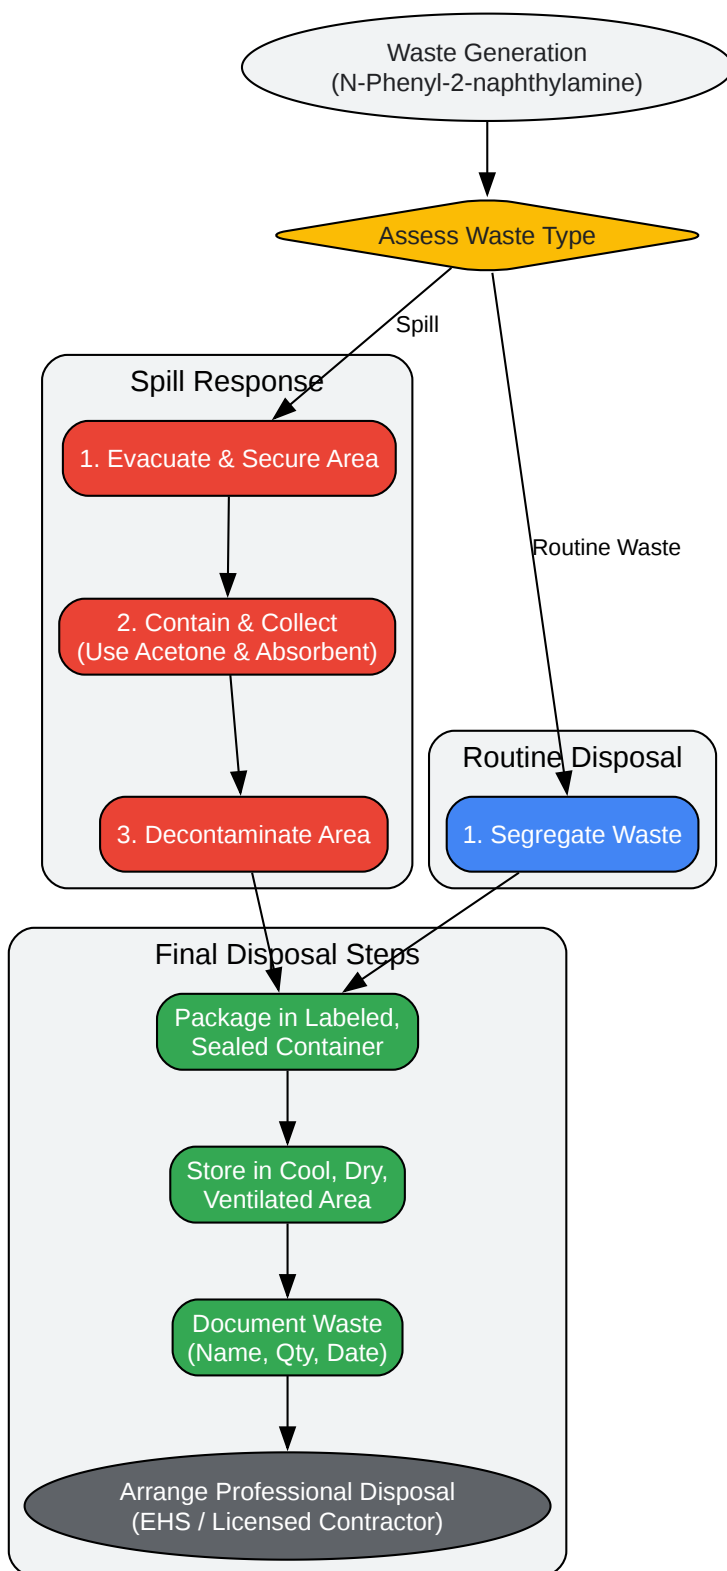 Waste Generation
(N-Phenyl-2-naphthylamine)
Assess Waste Type
Spill
Spill Response
1. Evacuate & Secure Area
Routine Waste
2. Contain & Collect
(Use Acetone & Absorbent)
Routine Disposal
3. Decontaminate Area
1. Segregate Waste
Final Disposal Steps
Package in Labeled,
Sealed Container
Store in Cool, Dry,
Ventilated Area
Document Waste
(Name, Qty, Date)
Arrange Professional Disposal
(EHS / Licensed Contractor)